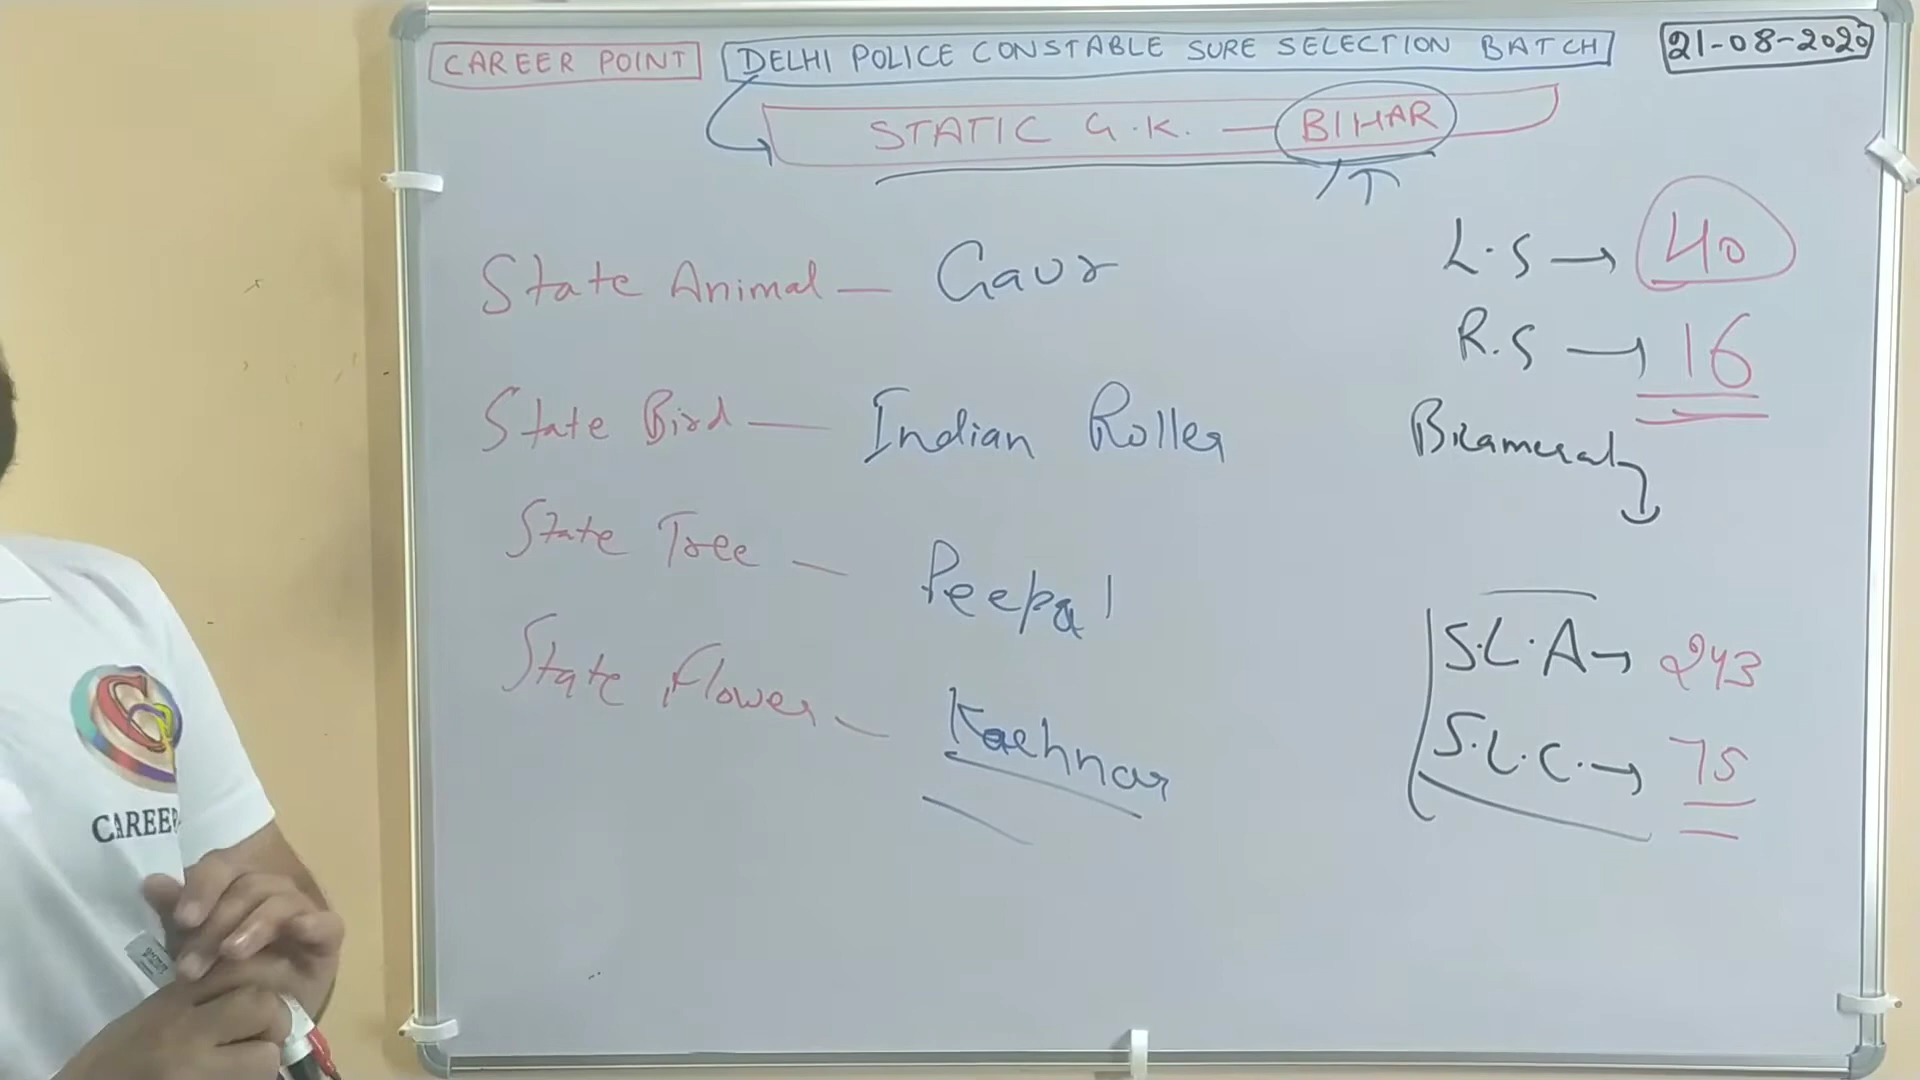 CAREER POINT DELHI POLICE CONSTABLE SURE SELECTION BATCH 21-08-2020
STATIC G.K. — BIHAR
State Animal — Gaur
State Bird — Indian Roller
State Tree — Peepal
State Flower — Kachnar
L.S → 40
R.S → 16
S.L.A → 243
S.L.C. → 75
CAREER